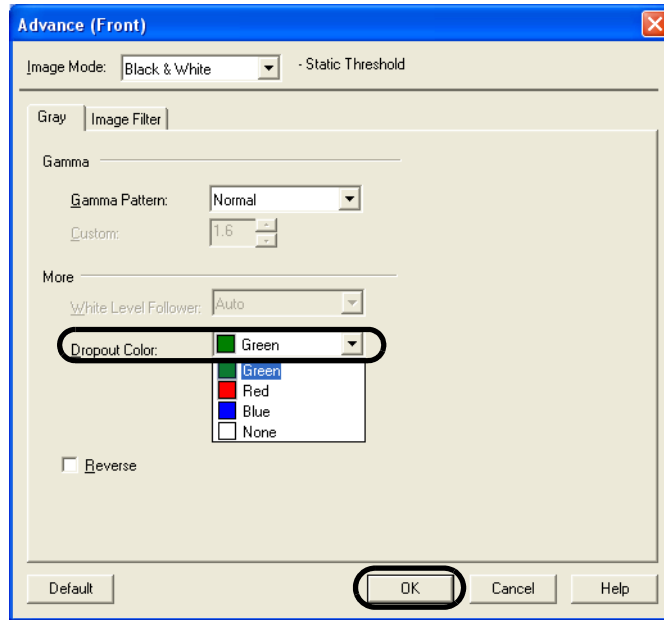 Advance (Front)
Image Mode: Black & White - Static Threshold
Gray Image Filter
Gamma
Gamma Pattern: Normal
Custom: 1.6
More
White Level Follower: Auto
Dropout Color: Green
Green
Red
Blue
None
Reverse
Default OK Cancel Help